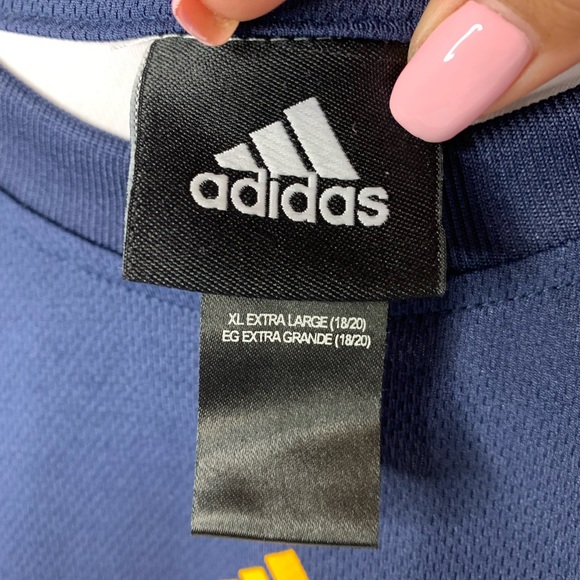 adidas
XL EXTRA LARGE (18/20)
EG EXTRA GRANDE (18/20)